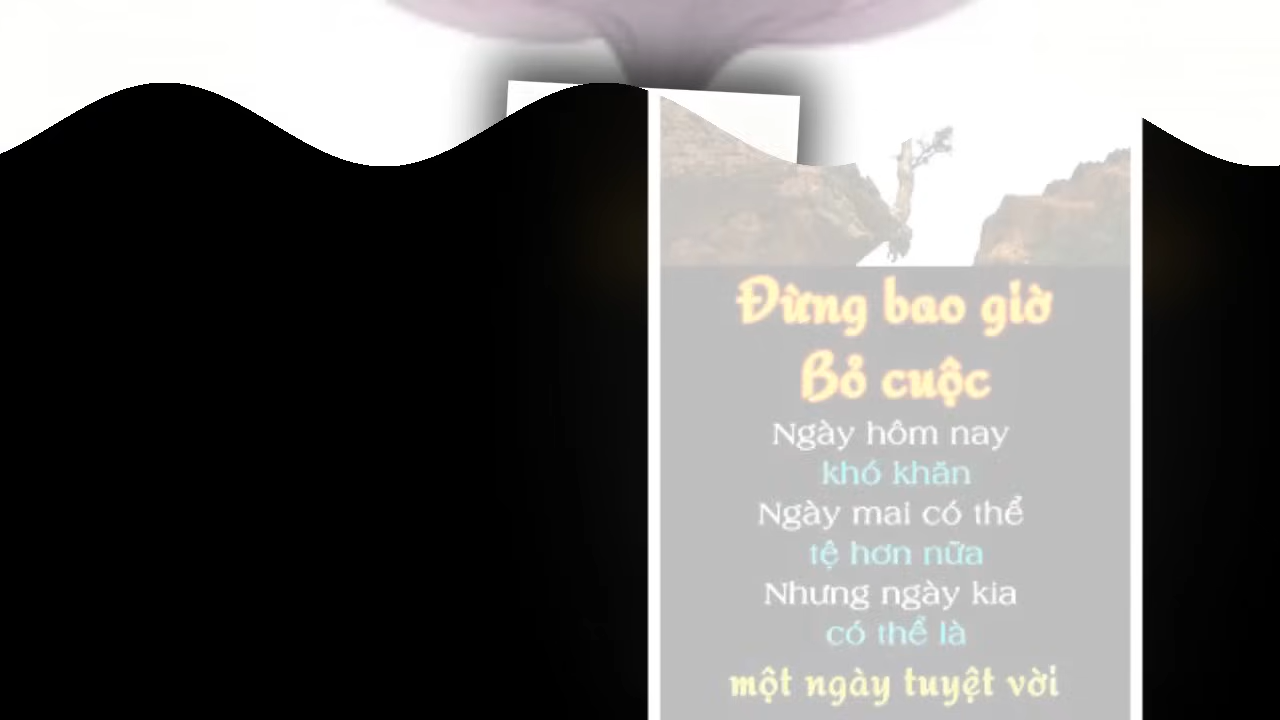 Đừng bao giờ
Bỏ cuộc
Ngày hôm nay
khó khăn
Ngày mai có thể
tệ hơn nữa
Nhưng ngày kia
có thể là
một ngày tuyệt vời